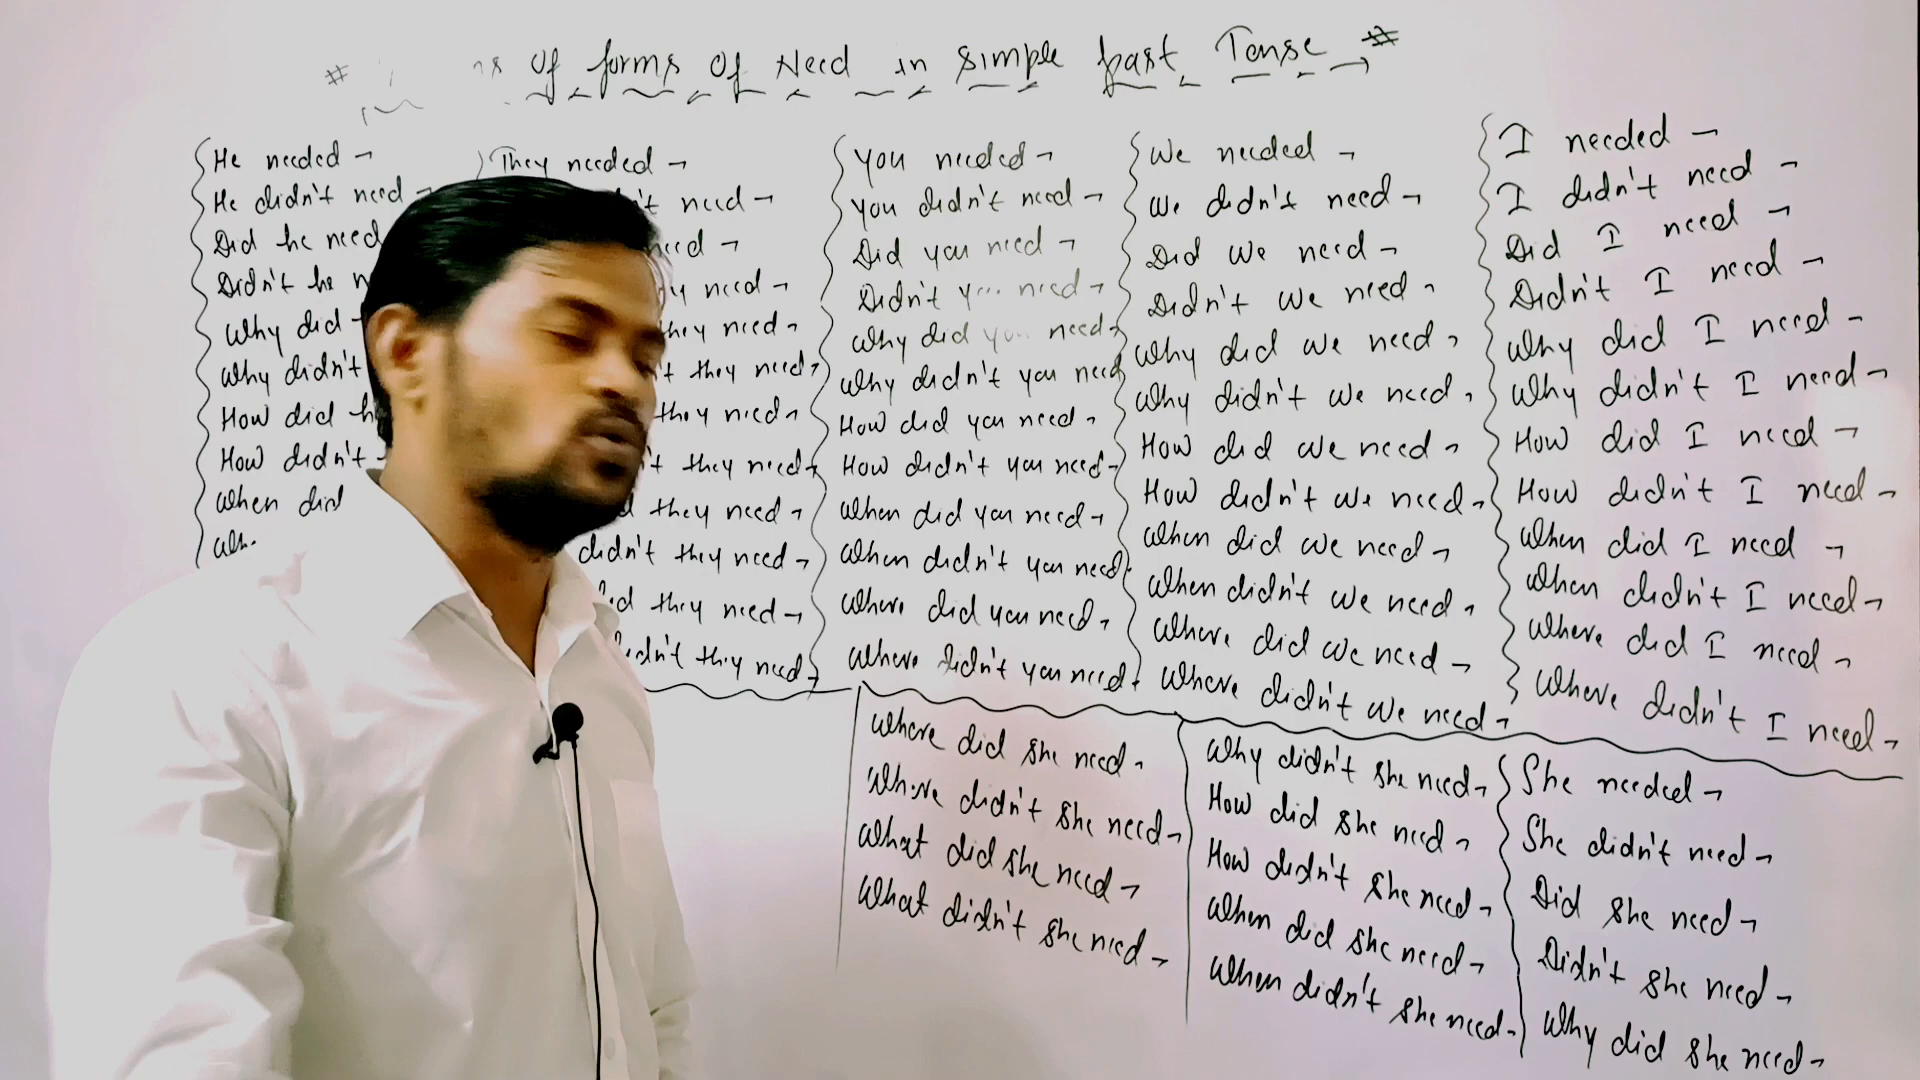 # Of forms Of Need in simple past Tense #
He needed
He didn't need
Did he need
Didn't he
Why did
Why didn't
How did
How didn't
When did
They needed
need
need
need
they need
they need
they need
they need
they need
didn't they need
they need
they need
You needed
You didn't need
Did you need
Didn't need
Why did need
Why didn't you need
How did you need
How didn't you need
When did you need
When didn't you need
Where did you need
Where didn't you need
We needed
We didn't need
Did we need
Didn't we need
Why did we need
Why didn't we need
How did we need
How didn't we need
When did we need
When didn't we need
Where did we need
Where didn't we need
I needed
I didn't need
Did I need
Didn't I need
Why did I need
Why didn't I need
How did I need
How didn't I need
When did I need
When didn't I need
Where did I need
Where didn't I need
Where did she need
Where didn't she need
What did she need
What didn't she need
Why didn't she need
How did she need
How didn't she need
When did she need
When didn't she need
She needed
She didn't need
Did she need
Didn't she need
Why did she need